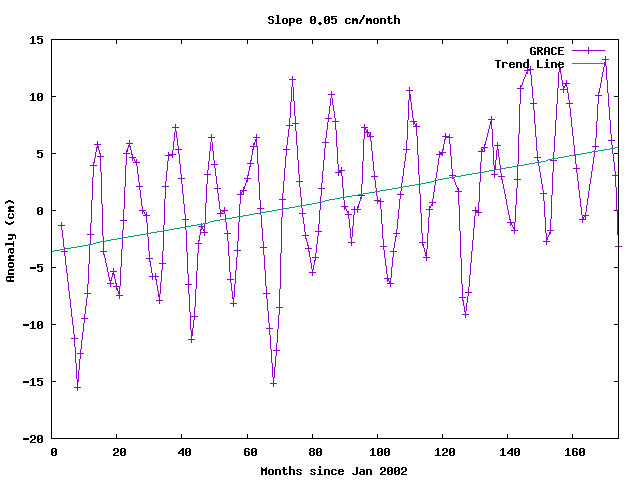 Slope 0.05 cm/month
15
10
5
0
-5
-10
-15
-20
Anomaly (cm)
GRACE
Trend Line
0 20 40 60 80 100 120 140 160
Months since Jan 2002